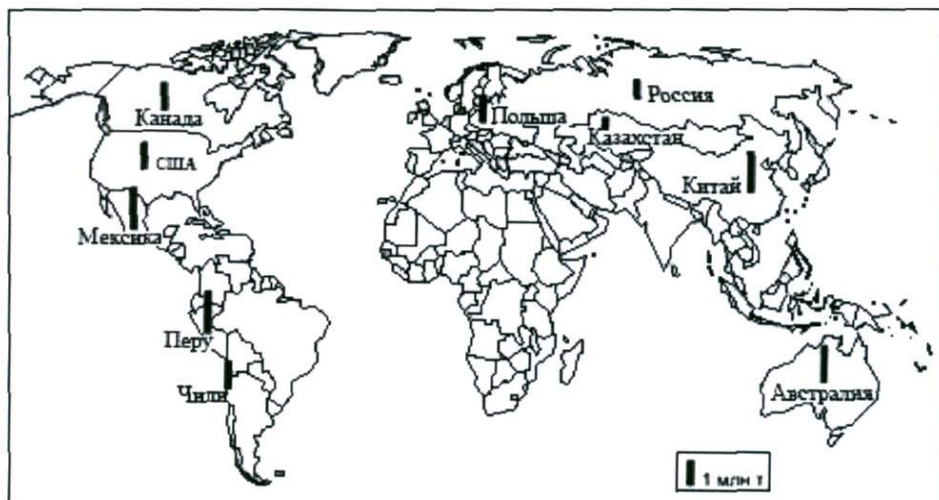 Канада
Россия
Польша
Казахстан
США
Китай
Мексика
Перу
Чили
Австралия
1 млн т